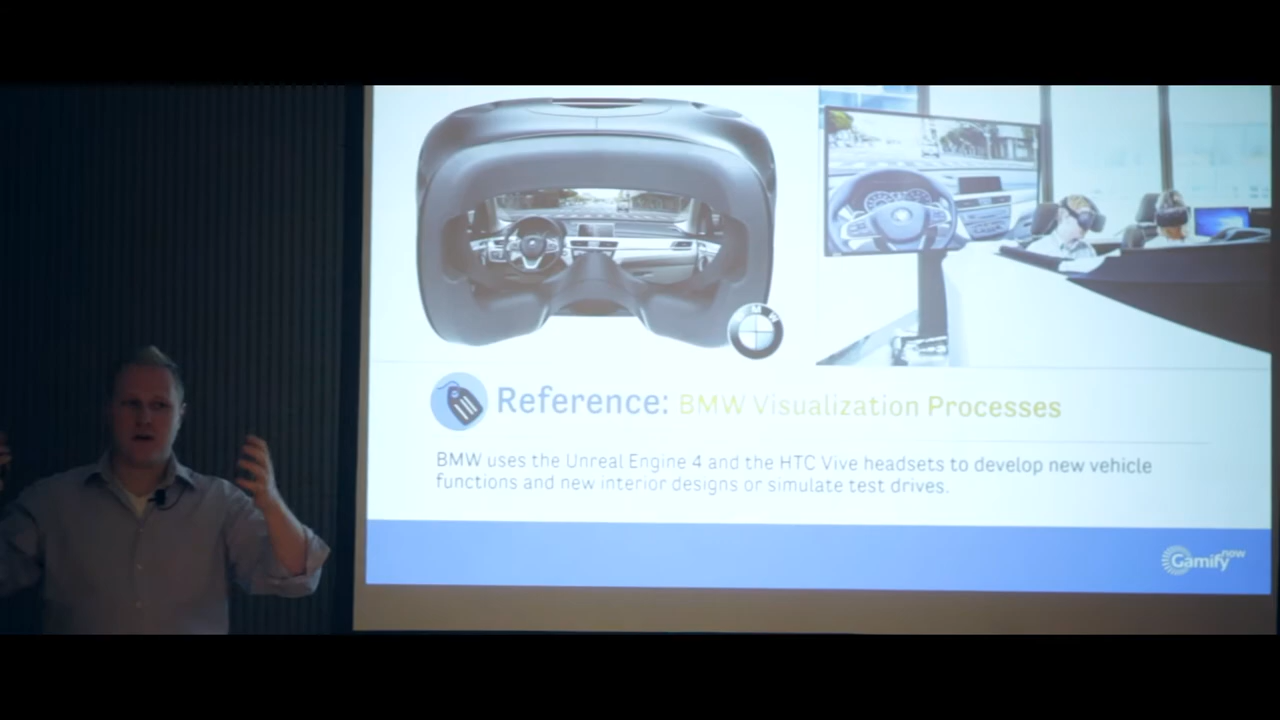 BMW
Reference: BMW Visualization Processes
BMW uses the Unreal Engine 4 and the HTC Vive headsets to develop new vehicle
functions and new interior designs or simulate test drives.
Gamify now